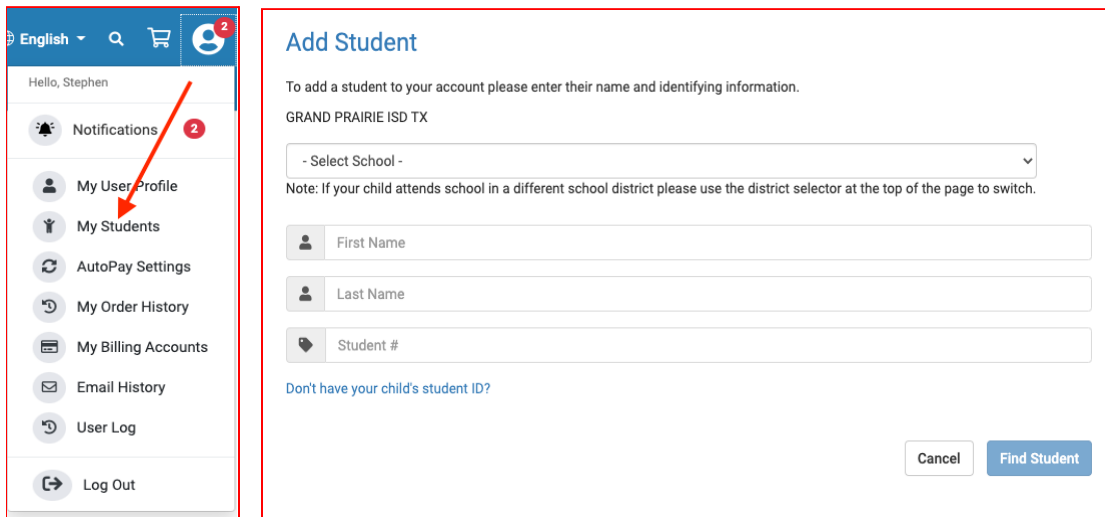 English
2
Hello, Stephen
Notifications 2
My User Profile
My Students
AutoPay Settings
My Order History
My Billing Accounts
Email History
User Log
Log Out
Add Student
To add a student to your account please enter their name and identifying information.
GRAND PRAIRIE ISD TX
- Select School -
Note: If your child attends school in a different school district please use the district selector at the top of the page to switch.
First Name
Last Name
Student #
Don't have your child's student ID?
Cancel Find Student